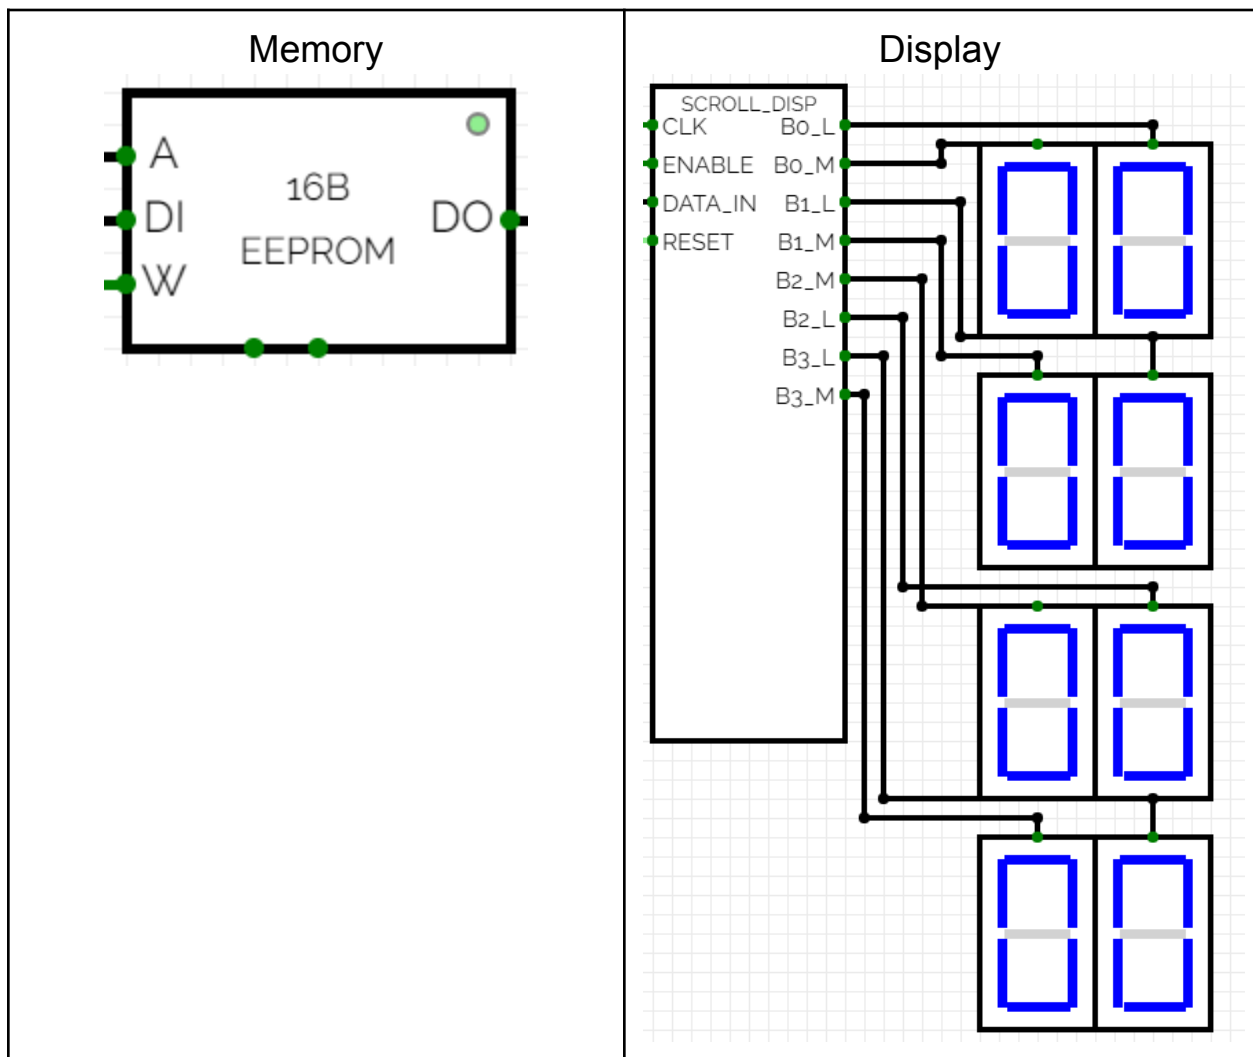 Memory
A
DI
W
16B
EEPROM
DO
Display
SCROLL_DISP
CLK
ENABLE
DATA_IN
RESET
B0_L
B0_M
B1_L
B1_M
B2_M
B2_L
B3_L
B3_M